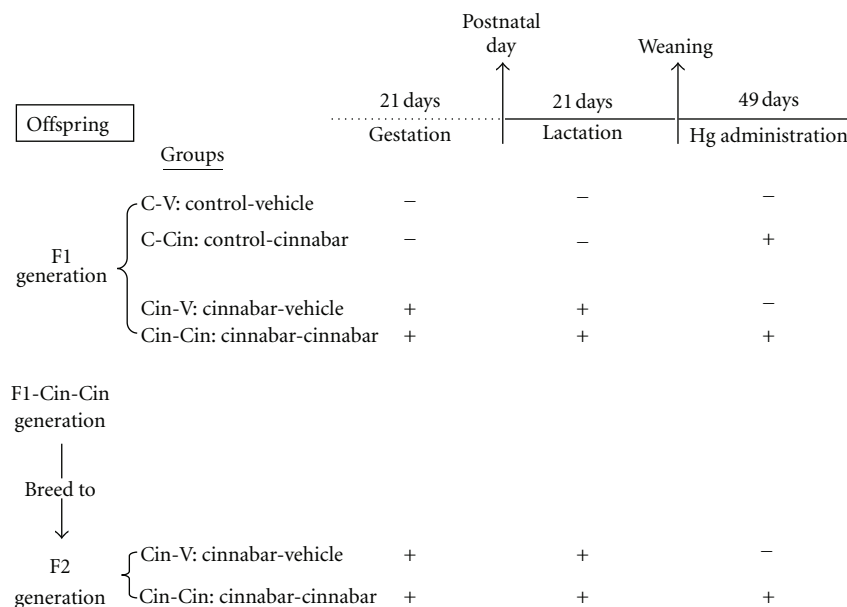 Postnatal
day
Weaning
21 days 21 days 49 days
Offspring
Gestation Lactation Hg administration
Groups
C-V: control-vehicle − − −
C-Cin: control-cinnabar − − +
F1
generation
Cin-V: cinnabar-vehicle + + −
Cin-Cin: cinnabar-cinnabar + + +
F1-Cin-Cin
generation
Breed to
F2
generation
Cin-V: cinnabar-vehicle + + −
Cin-Cin: cinnabar-cinnabar + + +